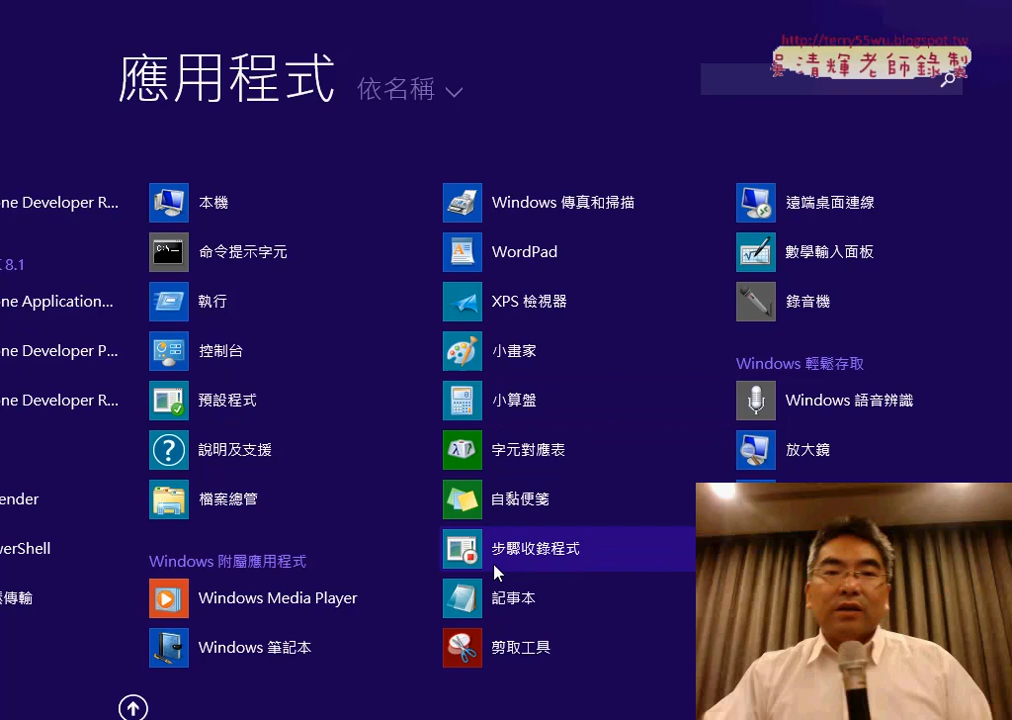 http://terry55wu.blogspot.tw
吳清輝老師錄製
應用程式 依名稱
ne Developer R...
8.1
ne Application...
ne Developer P...
ne Developer R...
ender
erShell
傳輸
本機
命令提示字元
執行
控制台
預設程式
說明及支援
檔案總管
Windows 附屬應用程式
Windows Media Player
Windows 筆記本
Windows 傳真和掃描
WordPad
XPS 檢視器
小畫家
小算盤
字元對應表
自黏便箋
步驟收錄程式
記事本
剪取工具
遠端桌面連線
數學輸入面板
錄音機
Windows 輕鬆存取
Windows 語音辨識
放大鏡